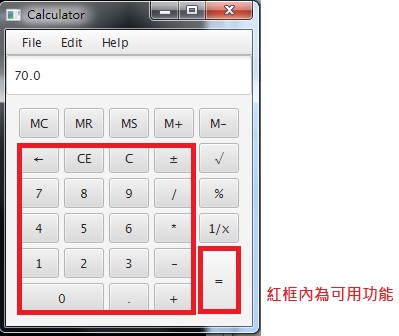 Calculator
File Edit Help
70.0
MC MR MS M+ M-
← CE C ± √
7 8 9 / %
4 5 6 * 1/x
1 2 3 - =
0 . +
紅框內為可用功能